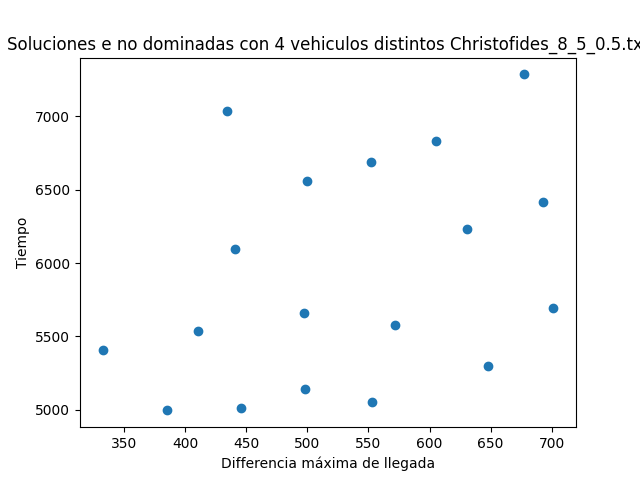 Soluciones e no dominadas con 4 vehiculos distintos Christofides_8_5_0.5.tx
7000
6500
6000
5500
5000
Tiempo
350 400 450 500 550 600 650 700
Differencia máxima de llegada